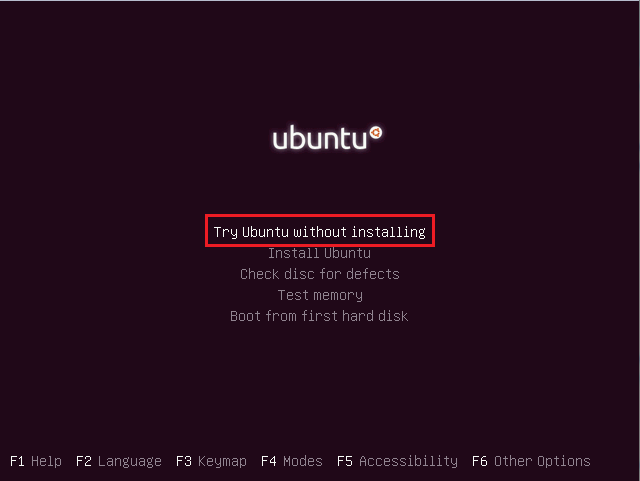 ubuntu
Try Ubuntu without installing
Install Ubuntu
Check disc for defects
Test memory
Boot from first hard disk
F1 Help F2 Language F3 Keymap F4 Modes F5 Accessibility F6 Other Options